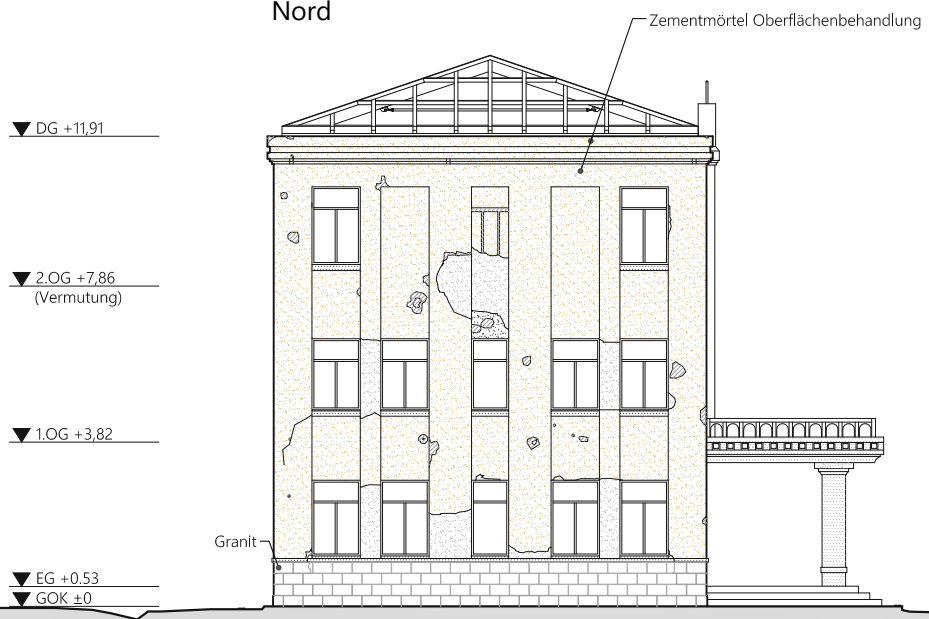 Nord
Zementmörtel Oberflächenbehandlung
DG +11,91
2.OG +7,86
(Vermutung)
1.OG +3,82
Granit
EG +0.53
GOK ±0